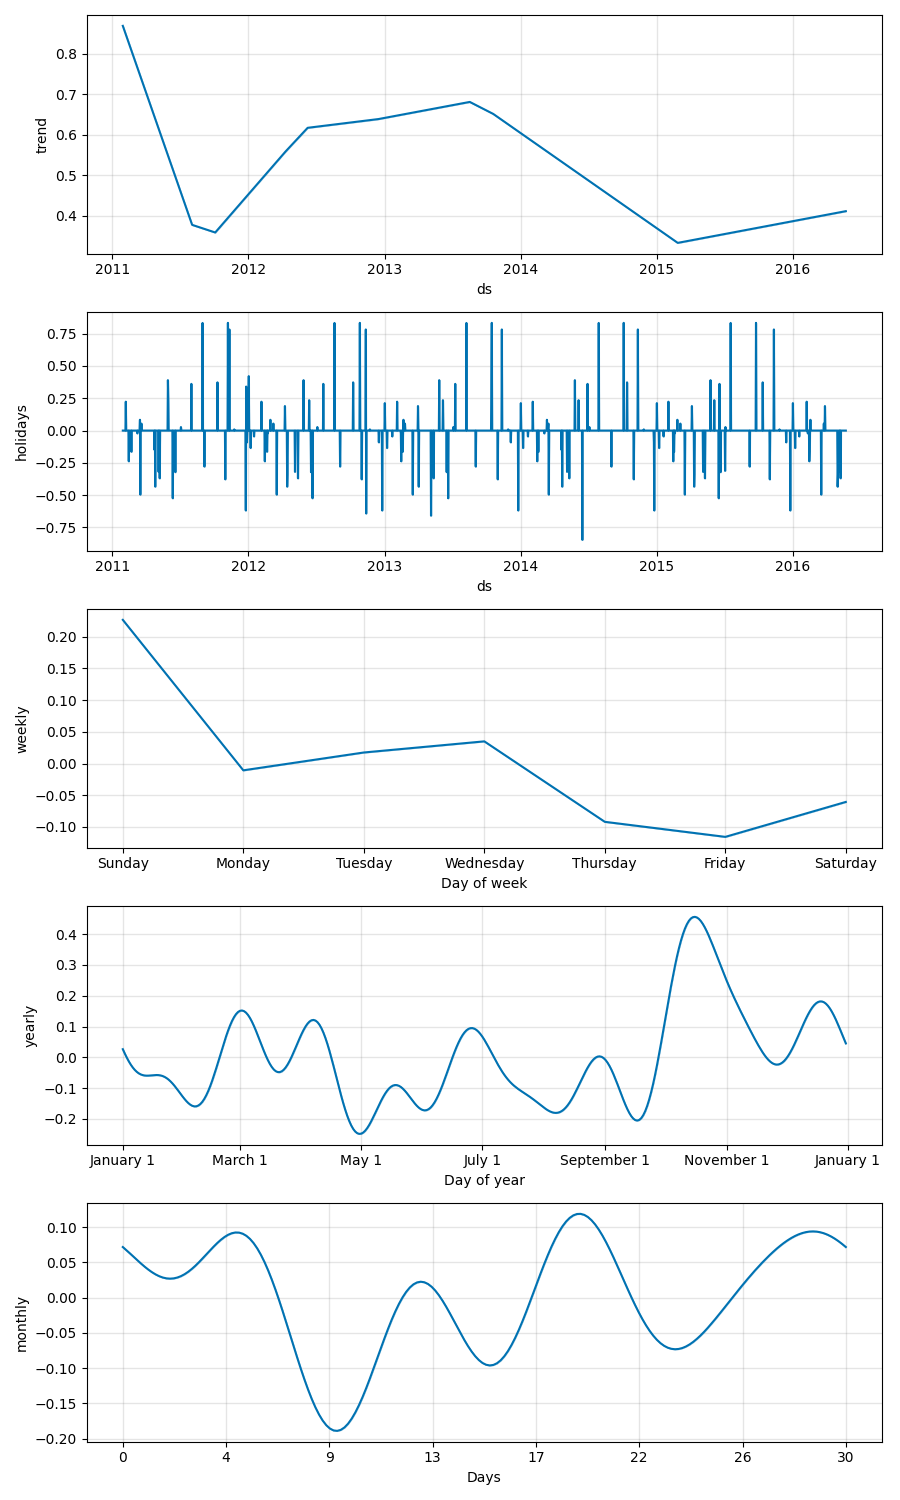 0.8
0.7
0.6
0.5
0.4
trend
2011 2012 2013 2014 2015 2016
ds
0.75
0.50
0.25
0.00
−0.25
−0.50
−0.75
holidays
2011 2012 2013 2014 2015 2016
ds
0.20
0.15
0.10
0.05
0.00
−0.05
−0.10
weekly
Sunday Monday Tuesday Wednesday Thursday Friday Saturday
Day of week
0.4
0.3
0.2
0.1
0.0
−0.1
−0.2
yearly
January 1 March 1 May 1 July 1 September 1 November 1 January 1
Day of year
0.10
0.05
0.00
−0.05
−0.10
−0.15
−0.20
monthly
0 4 9 13 17 22 26 30
Days